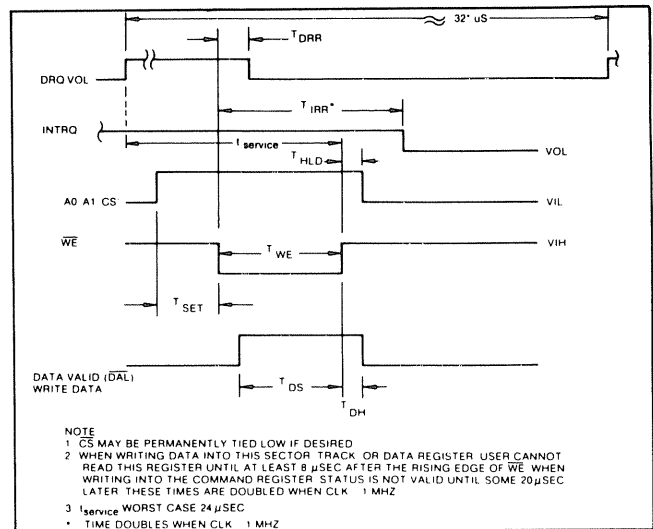 32* uS
T DRR
DRQ VOL
T IRR*
INTRQ
t service
VOL
T HLD
A0 A1 CS
VIL
WE
T WE
VIH
T SET
DATA VALID (DAL)
WRITE DATA
T DS
T DH
NOTE
1 CS MAY BE PERMANENTLY TIED LOW IF DESIRED
2 WHEN WRITING DATA INTO THIS SECTOR TRACK OR DATA REGISTER USER CANNOT
READ THIS REGISTER UNTIL AT LEAST 8 µSEC AFTER THE RISING EDGE OF WE WHEN
WRITING INTO THE COMMAND REGISTER STATUS IS NOT VALID UNTIL SOME 20 µSEC
LATER THESE TIMES ARE DOUBLED WHEN CLK 1 MHZ
3 tservice WORST CASE 24 µSEC
* TIME DOUBLES WHEN CLK 1 MHZ